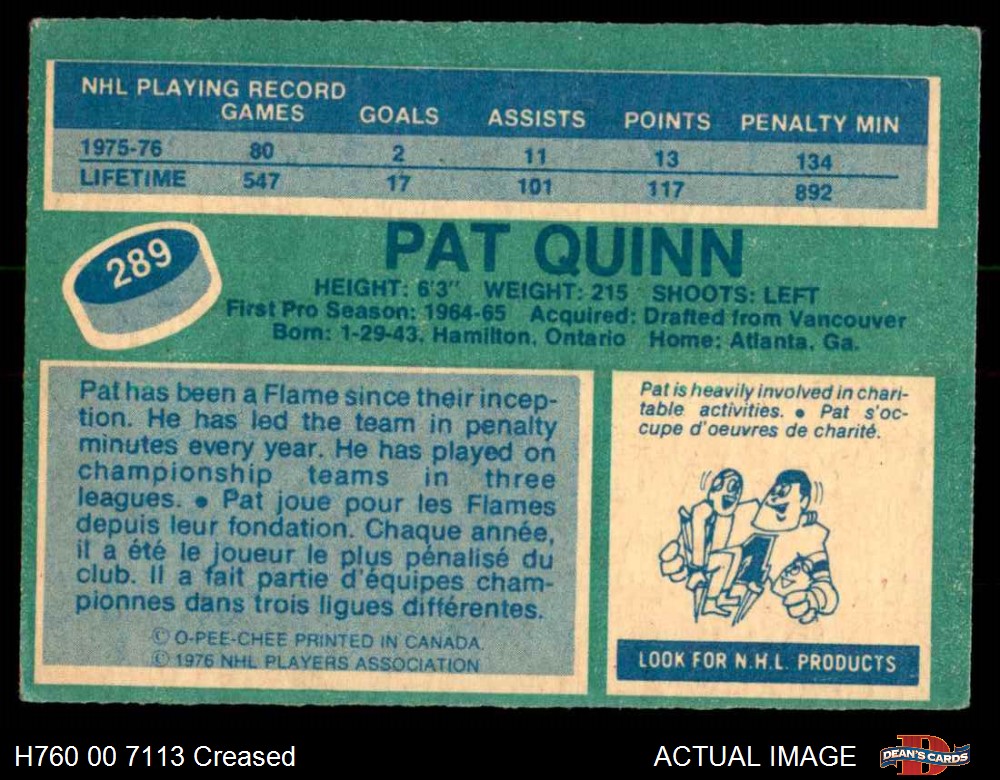 NHL PLAYING RECORD
GAMES GOALS ASSISTS POINTS PENALTY MIN
1975-76 80 2 11 13 134
LIFETIME 547 17 101 117 892
289
PAT QUINN
HEIGHT: 6'3" WEIGHT: 215 SHOOTS: LEFT
First Pro Season: 1964-65 Acquired: Drafted from Vancouver
Born: 1-29-43, Hamilton, Ontario Home: Atlanta, Ga.
Pat has been a Flame since their incep-
tion. He has led the team in penalty
minutes every year. He has played on
championship teams in three
leagues. • Pat joue pour les Flames
depuis leur fondation. Chaque année,
il a été le joueur le plus pénalisé du
club. Il a fait partie d'équipes cham-
pionnes dans trois ligues différentes.
© O-PEE-CHEE PRINTED IN CANADA.
© 1976 NHL PLAYERS ASSOCIATION
Pat is heavily involved in chari-
table activities. • Pat s'oc-
cupe d'oeuvres de charité.
LOOK FOR N.H.L. PRODUCTS
H760 00 7113 Creased
ACTUAL IMAGE
D
DEAN'S CARDS